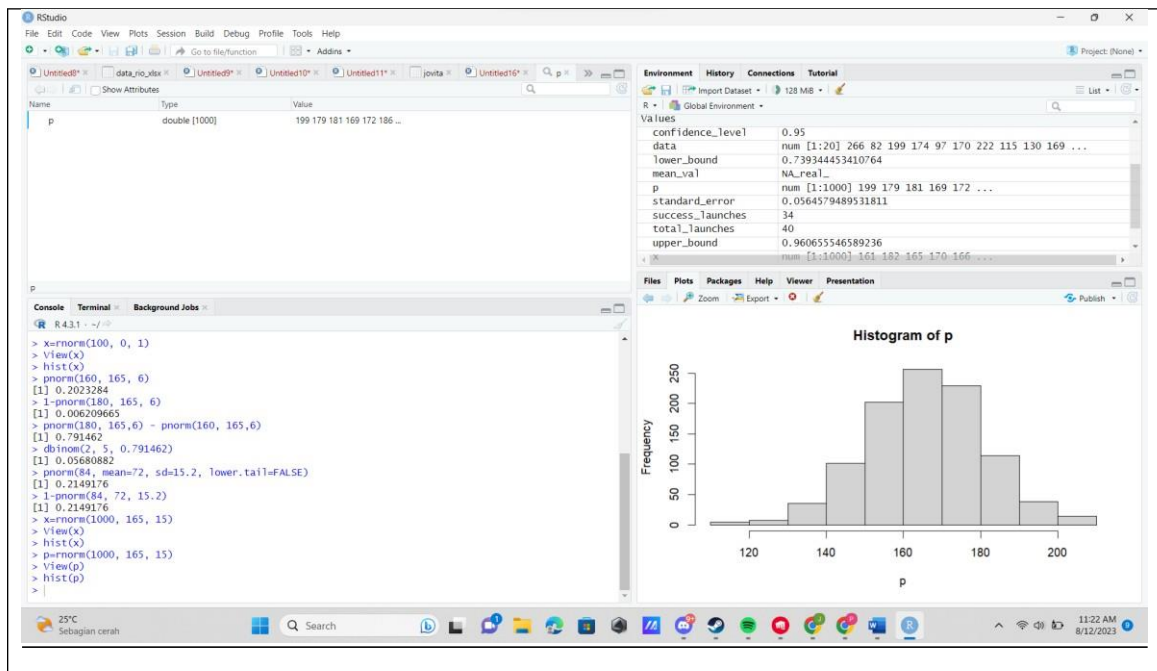 RStudio
File Edit Code View Plots Session Build Debug Profile Tools Help
Go to file/function Addins
Project: (None)
Untitled8* data_rio_xlsx Untitled9* Untitled10* Untitled11* jovita Untitled16* p
Show Attributes
Name Type Value
p double [1000] 199 179 181 169 172 186 ...
p
Console Terminal Background Jobs
R 4.3.1 · ~/
> x=rnorm(100, 0, 1)
> View(x)
> hist(x)
> pnorm(160, 165, 6)
[1] 0.2023284
> 1-pnorm(180, 165, 6)
[1] 0.006209665
> pnorm(180, 165,6) - pnorm(160, 165,6)
[1] 0.791462
> dbinom(2, 5, 0.791462)
[1] 0.05680882
> pnorm(84, mean=72, sd=15.2, lower.tail=FALSE)
[1] 0.2149176
> 1-pnorm(84, 72, 15.2)
[1] 0.2149176
> x=rnorm(1000, 165, 15)
> View(x)
> hist(x)
> p=rnorm(1000, 165, 15)
> View(p)
> hist(p)
>
Environment History Connections Tutorial
Import Dataset 128 MiB List
R Global Environment
Values
confidence_level 0.95
data num [1:20] 266 82 199 174 97 170 222 115 130 169 ...
lower_bound 0.739344453410764
mean_val NA_real_
p num [1:1000] 199 179 181 169 172 ...
standard_error 0.0564579489531811
success_launches 34
total_launches 40
upper_bound 0.960655546589236
x num [1:1000] 161 182 165 170 166 ...
Files Plots Packages Help Viewer Presentation
Zoom Export Publish
Histogram of p
Frequency
250
200
150
100
50
0
120 140 160 180 200
p
25°C
Sebagian cerah
Search
11:22 AM
8/12/2023